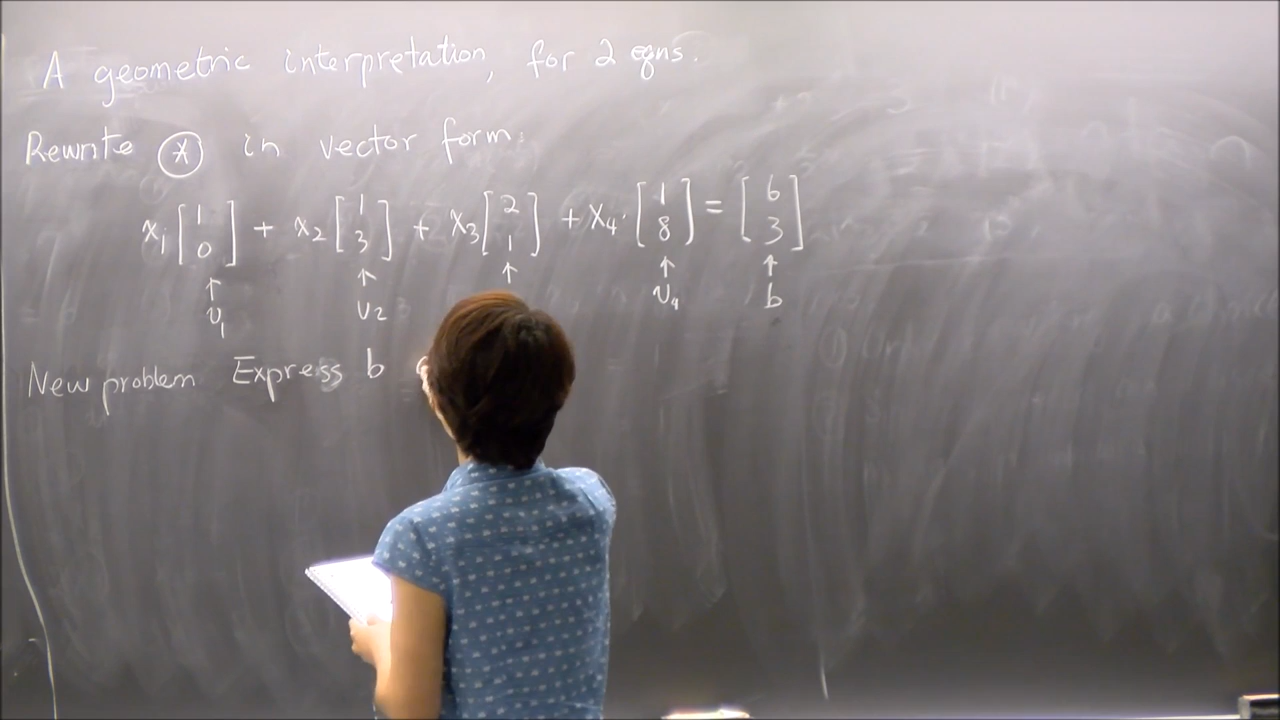 A geometric interpretation, for 2 eqns.
Rewrite ⊛ in vector form:
x₁ [1 0] + x₂ [1 3] + x₃ [2 1] + x₄ · [1 8] = [6 3]
↑ ↑ ↑ ↑ ↑
v₁ v₂ v₄ b
New problem Express b